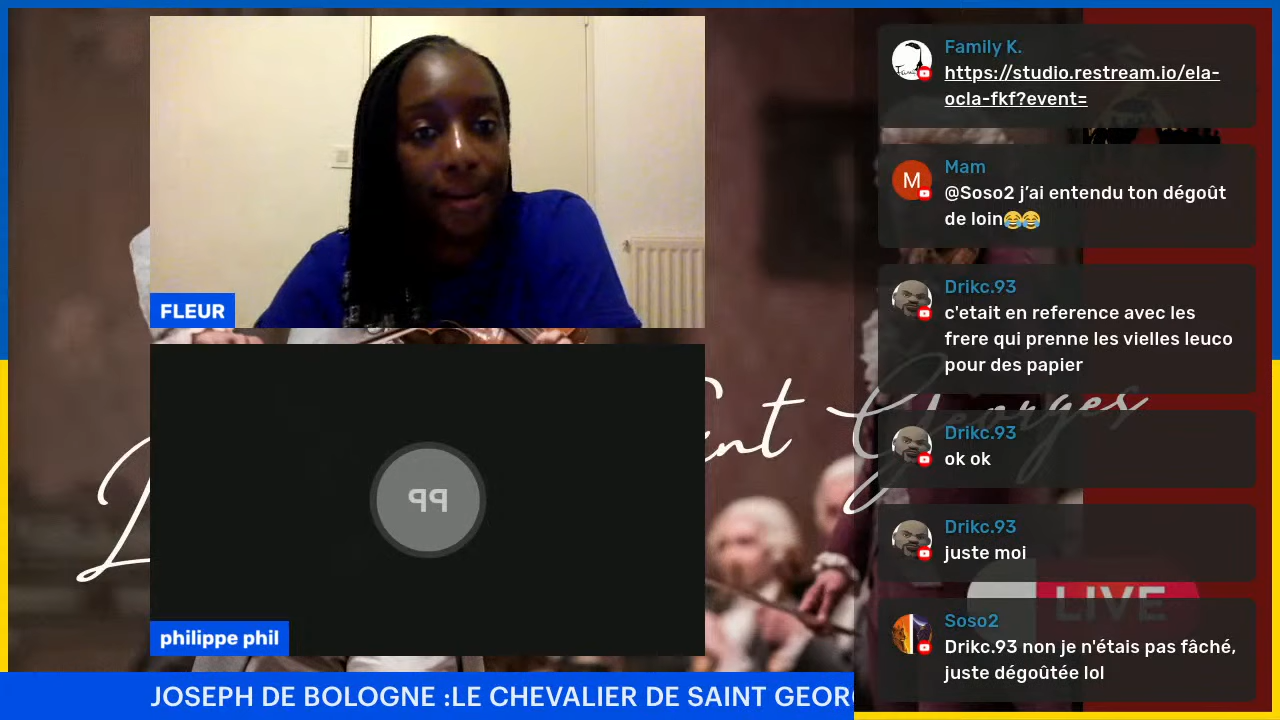 FLEUR
qq
philippe phil
JOSEPH DE BOLOGNE :LE CHEVALIER DE SAINT GEOR
Georges
LIVE
Family K.
https://studio.restream.io/ela-
ocla-fkf?event=
Mam
M
@Soso2 j’ai entendu ton dégoût
de loin😂😂
Drikc.93
c'etait en reference avec les
frere qui prenne les vielles leuco
pour des papier
Drikc.93
ok ok
Drikc.93
juste moi
Soso2
Drikc.93 non je n'étais pas fâché,
juste dégoûtée lol